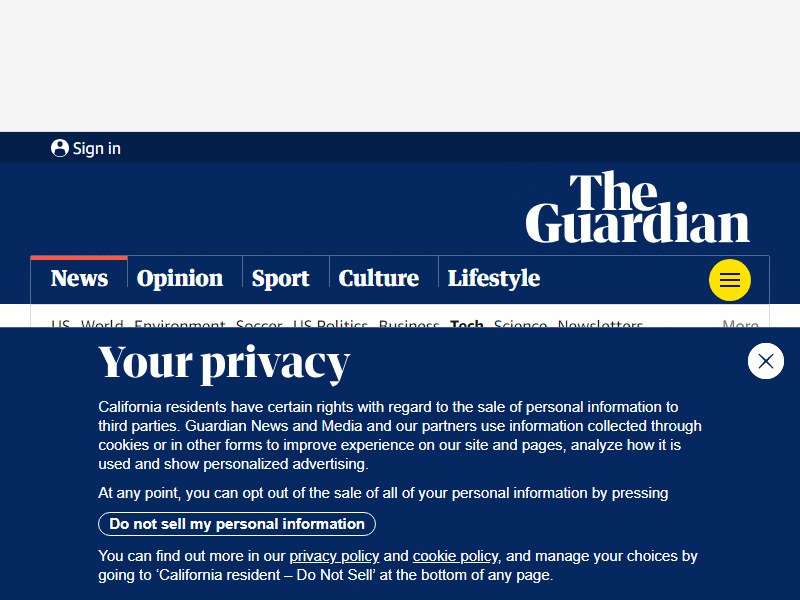 Sign in
The
Guardian
News Opinion Sport Culture Lifestyle
US World Environment Soccer US Politics Business Tech Science Newsletters More
Your privacy
California residents have certain rights with regard to the sale of personal information to
third parties. Guardian News and Media and our partners use information collected through
cookies or in other forms to improve experience on our site and pages, analyze how it is
used and show personalized advertising.
At any point, you can opt out of the sale of all of your personal information by pressing
Do not sell my personal information
You can find out more in our privacy policy and cookie policy, and manage your choices by
going to ‘California resident – Do Not Sell’ at the bottom of any page.